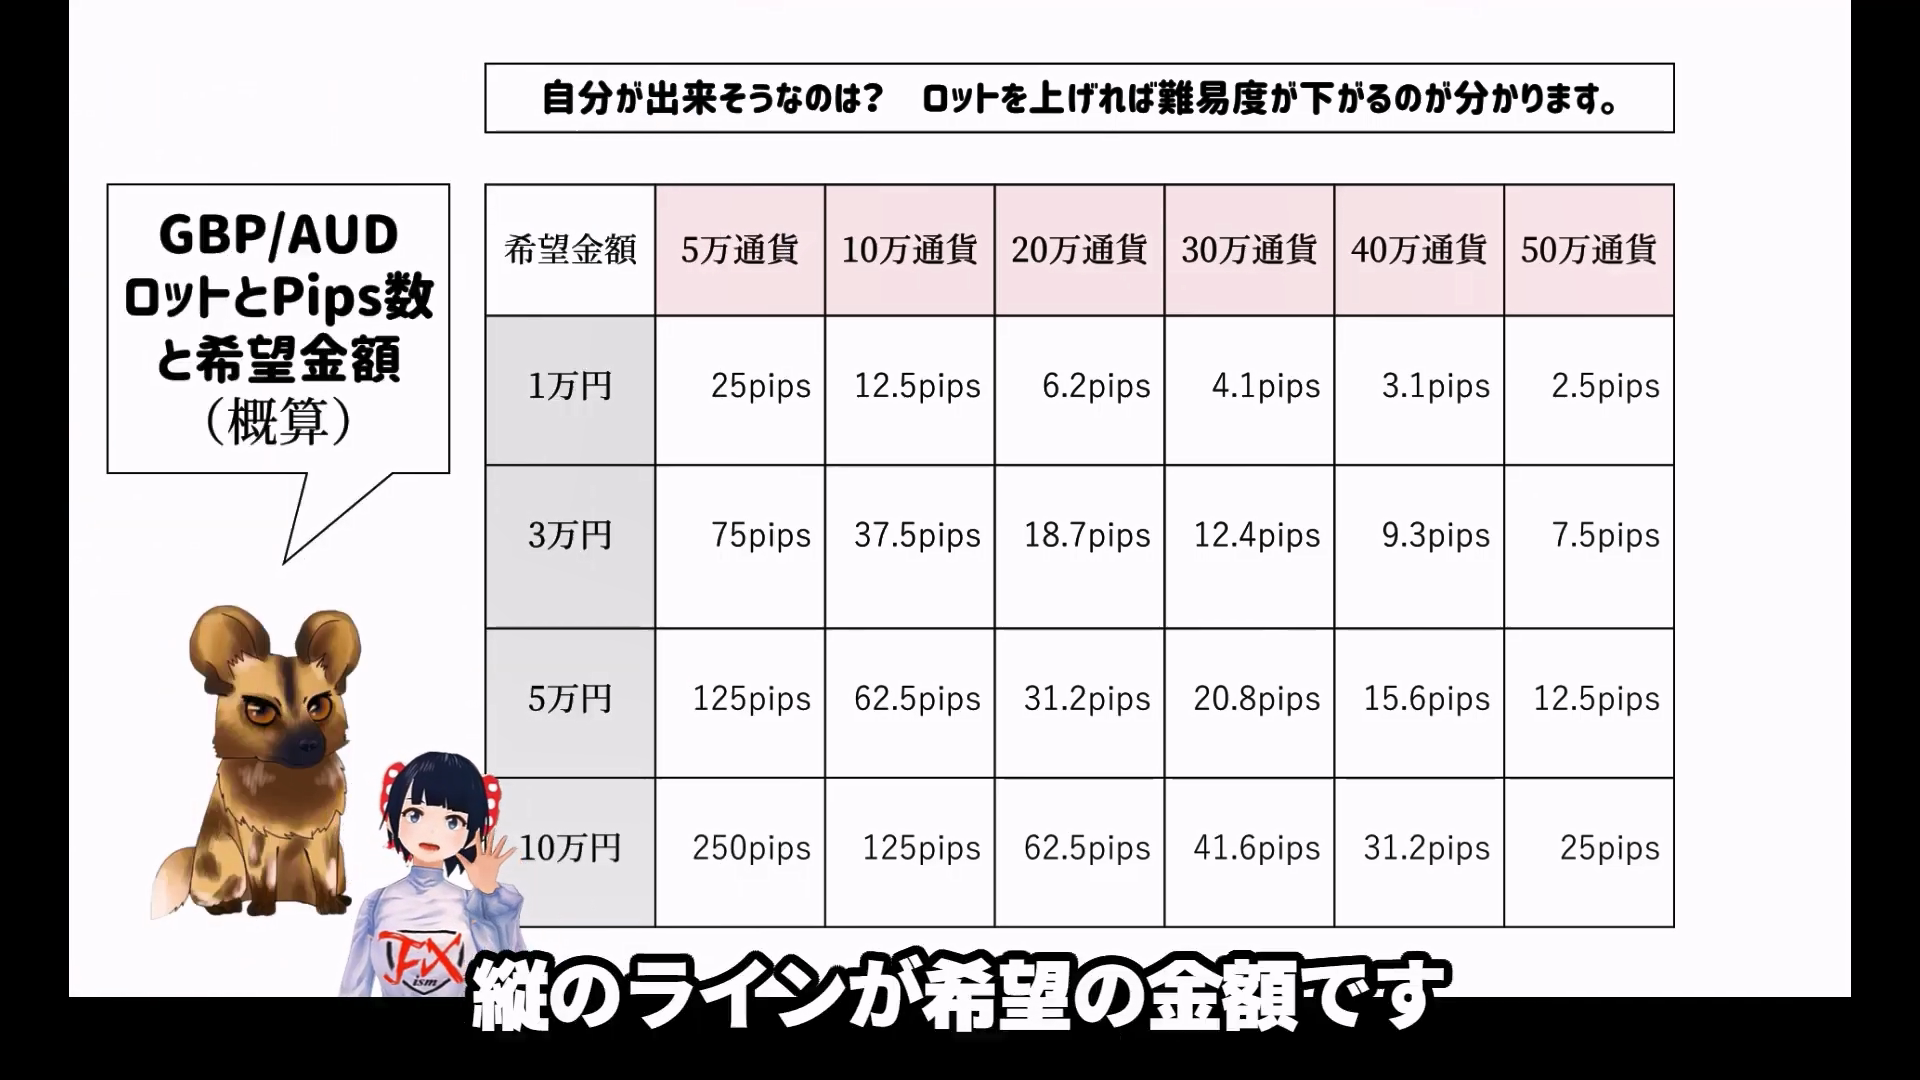 自分が出来そうなのは？　ロットを上げれば難易度が下がるのが分かります。
GBP/AUD
ロットとPips数
と希望金額
（概算）
希望金額 5万通貨 10万通貨 20万通貨 30万通貨 40万通貨 50万通貨
1万円 25pips 12.5pips 6.2pips 4.1pips 3.1pips 2.5pips
3万円 75pips 37.5pips 18.7pips 12.4pips 9.3pips 7.5pips
5万円 125pips 62.5pips 31.2pips 20.8pips 15.6pips 12.5pips
10万円 250pips 125pips 62.5pips 41.6pips 31.2pips 25pips
FX
ism
縦のラインが希望の金額です